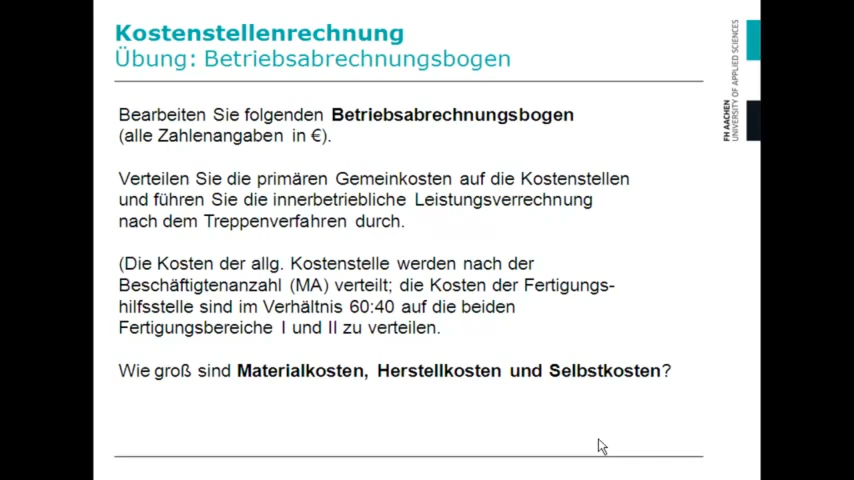 Kostenstellenrechnung
Übung: Betriebsabrechnungsbogen
Bearbeiten Sie folgenden Betriebsabrechnungsbogen
(alle Zahlenangaben in €).
Verteilen Sie die primären Gemeinkosten auf die Kostenstellen
und führen Sie die innerbetriebliche Leistungsverrechnung
nach dem Treppenverfahren durch.
(Die Kosten der allg. Kostenstelle werden nach der
Beschäftigtenanzahl (MA) verteilt; die Kosten der Fertigungs-
hilfsstelle sind im Verhältnis 60:40 auf die beiden
Fertigungsbereiche I und II zu verteilen.
Wie groß sind Materialkosten, Herstellkosten und Selbstkosten?
FH AACHEN
UNIVERSITY OF APPLIED SCIENCES